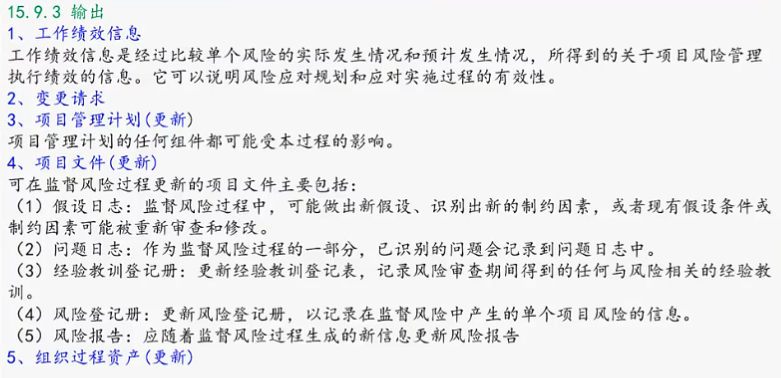 15.9.3 输出
1、工作绩效信息
工作绩效信息是经过比较单个风险的实际发生情况和预计发生情况，所得到的关于项目风险管理
执行绩效的信息。它可以说明风险应对规划和应对实施过程的有效性。
2、变更请求
3、项目管理计划(更新)
项目管理计划的任何组件都可能受本过程的影响。
4、项目文件(更新)
可在监督风险过程更新的项目文件主要包括：
（1）假设日志：监督风险过程中，可能做出新假设、识别出新的制约因素，或者现有假设条件或
制约因素可能被重新审查和修改。
（2）问题日志：作为监督风险过程的一部分，已识别的问题会记录到问题日志中。
（3）经验教训登记册：更新经验教训登记表，记录风险审查期间得到的任何与风险相关的经验教
训。
（4）风险登记册：更新风险登记册，以记录在监督风险中产生的单个项目风险的信息。
（5）风险报告：应随着监督风险过程生成的新信息更新风险报告
5、组织过程资产(更新)